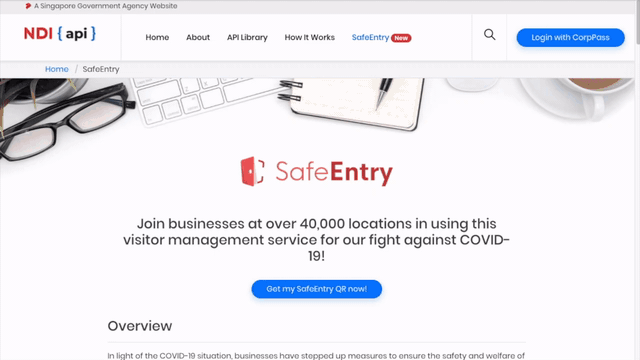 A Singapore Government Agency Website
NDI { api }
Home About API Library How It Works SafeEntry New
Login with CorpPass
Home / SafeEntry
SafeEntry
Join businesses at over 40,000 locations in using this
visitor management service for our fight against COVID-
19!
Get my SafeEntry QR now!
Overview
In light of the COVID-19 situation, businesses have stepped up measures to ensure the safety and welfare of